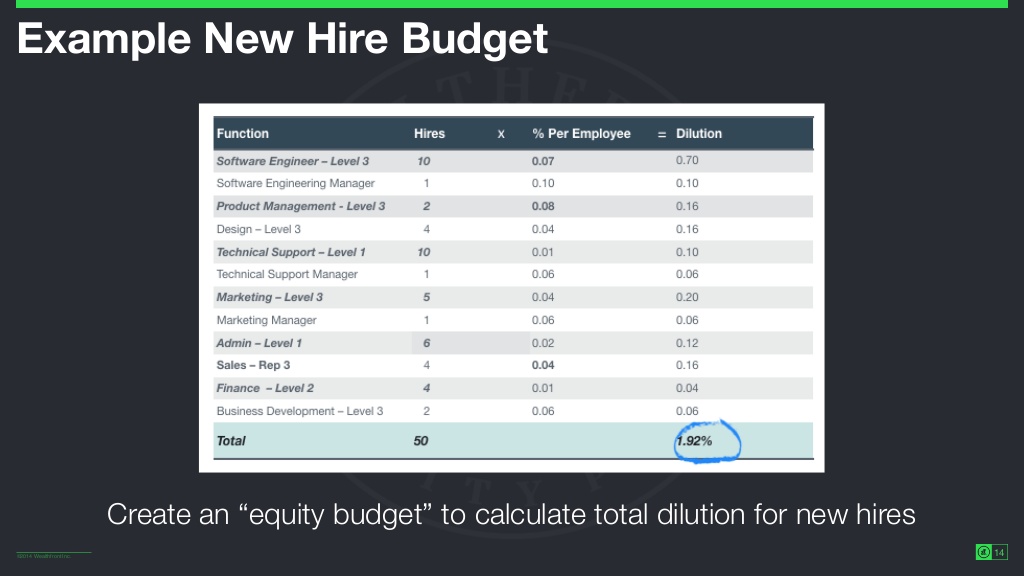 Example New Hire Budget
Function Hires x % Per Employee = Dilution
Software Engineer – Level 3 10 0.07 0.70
Software Engineering Manager 1 0.10 0.10
Product Management - Level 3 2 0.08 0.16
Design – Level 3 4 0.04 0.16
Technical Support – Level 1 10 0.01 0.10
Technical Support Manager 1 0.06 0.06
Marketing – Level 3 5 0.04 0.20
Marketing Manager 1 0.06 0.06
Admin – Level 1 6 0.02 0.12
Sales – Rep 3 4 0.04 0.16
Finance – Level 2 4 0.01 0.04
Business Development – Level 3 2 0.06 0.06
Total 50 1.92%
Create an “equity budget” to calculate total dilution for new hires
14